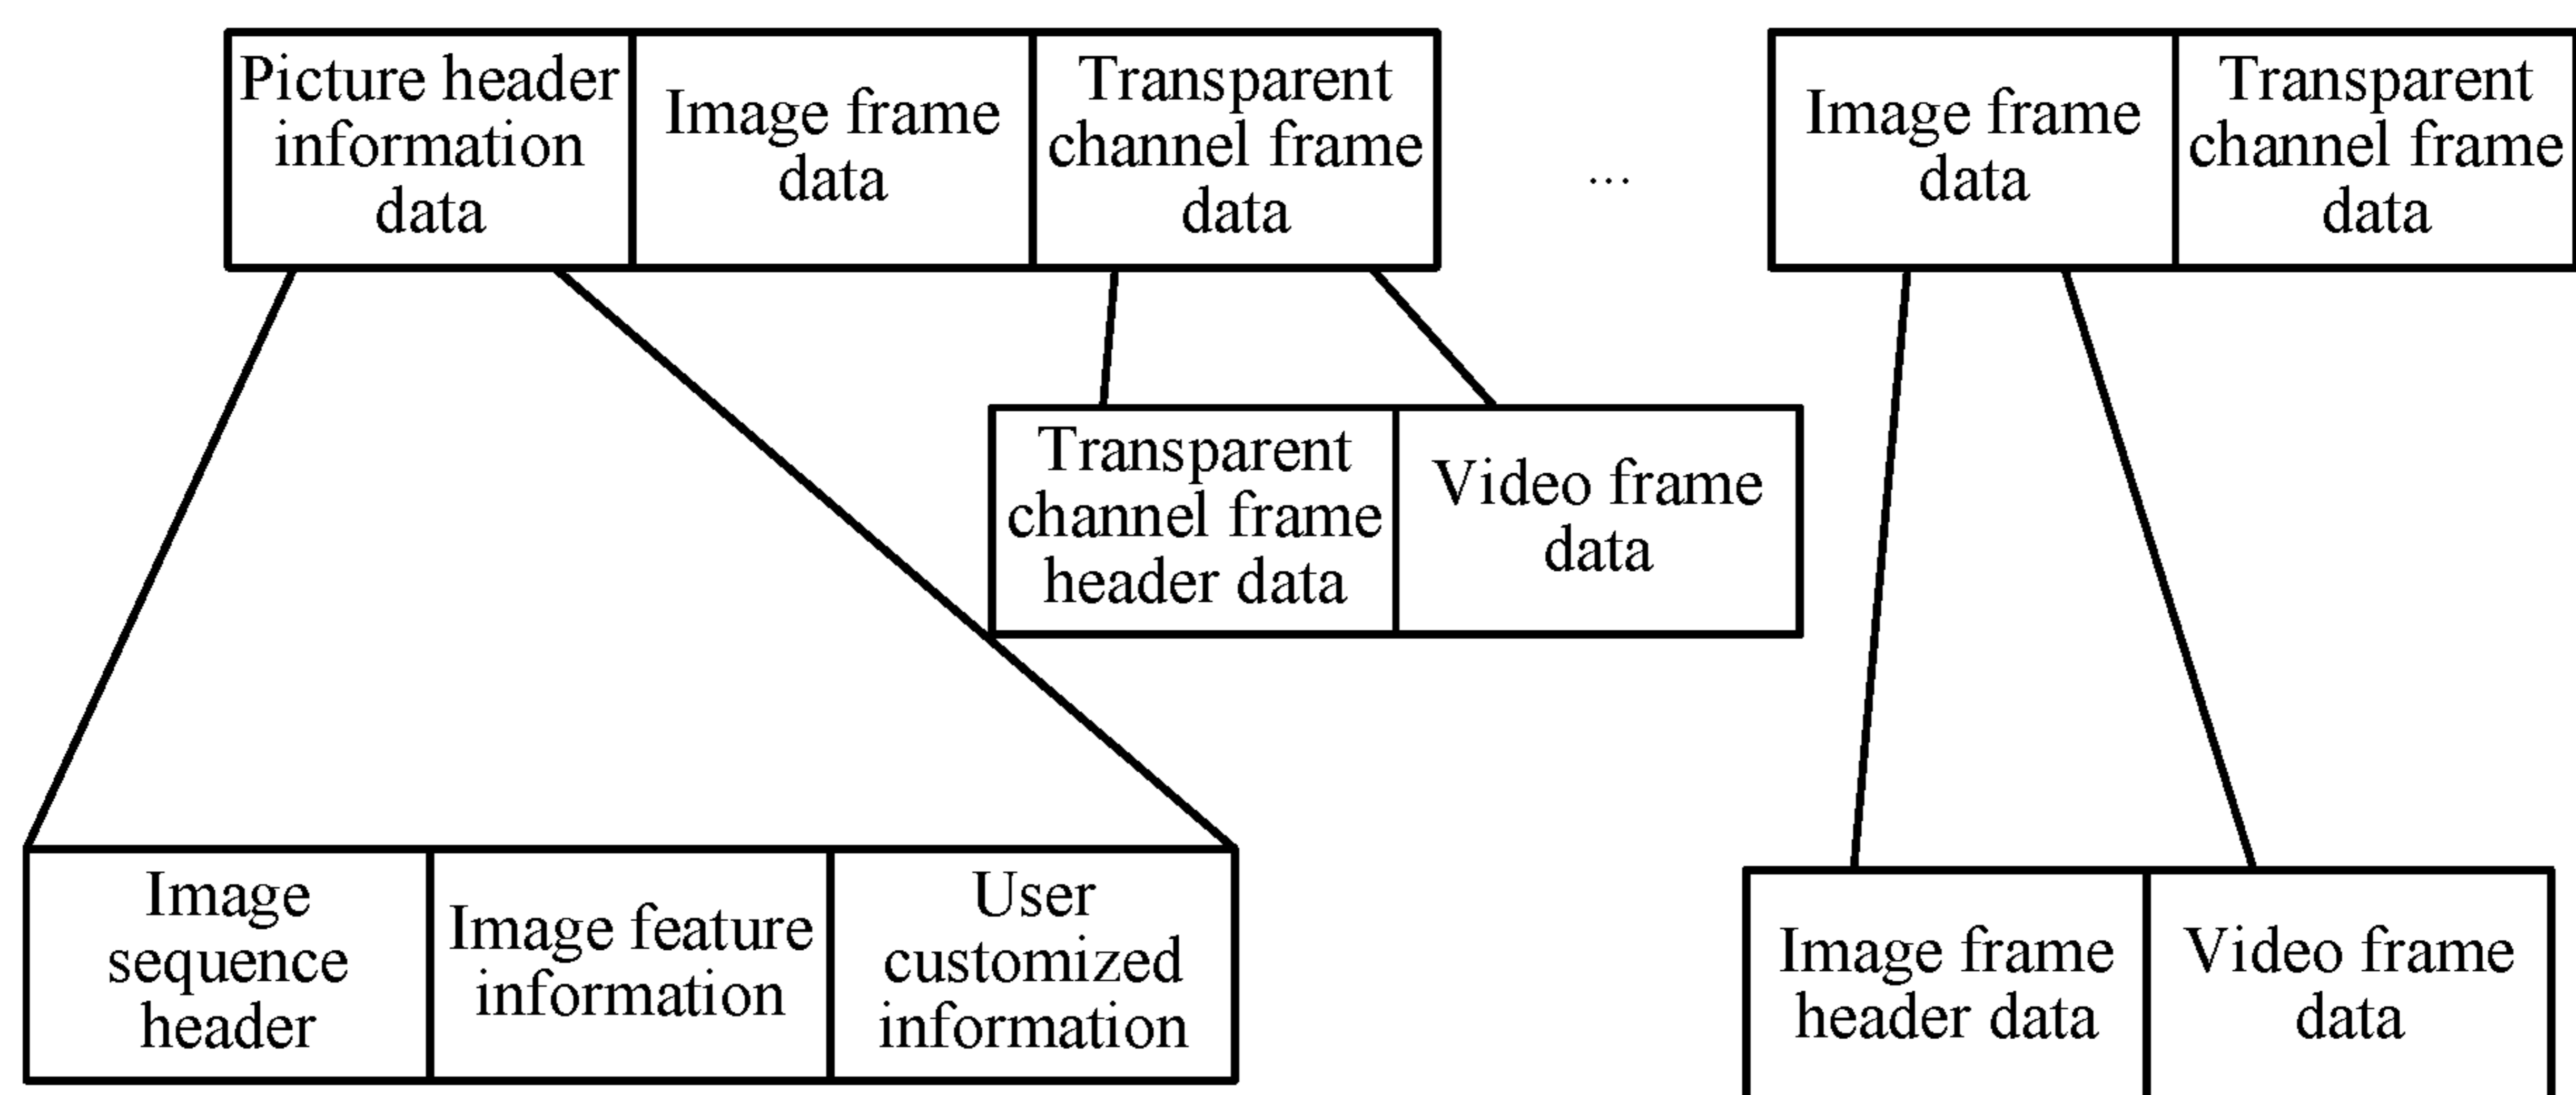 Picture header
information
data
Image frame
data
Transparent
channel frame
data
...
Image frame
data
Transparent
channel frame
data
Transparent
channel frame
header data
Video frame
data
Image
sequence
header
Image feature
information
User
customized
information
Image frame
header data
Video frame
data